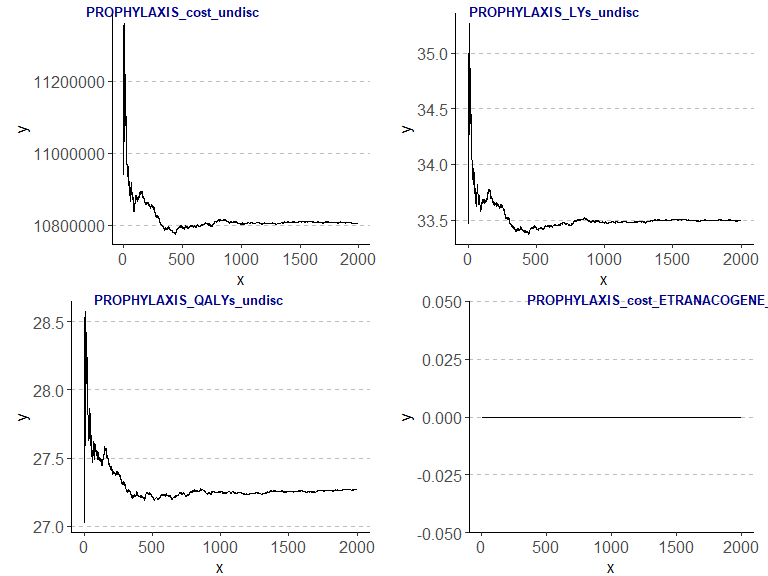 PROPHYLAXIS_cost_undisc
y
11200000
11000000
10800000
0 500 1000 1500 2000
x
PROPHYLAXIS_LYs_undisc
y
35.0
34.5
34.0
33.5
0 500 1000 1500 2000
x
PROPHYLAXIS_QALYs_undisc
y
28.5
28.0
27.5
27.0
0 500 1000 1500 2000
x
PROPHYLAXIS_cost_ETRANACOGENE_
y
0.050
0.025
0.000
-0.025
-0.050
0 500 1000 1500 2000
x